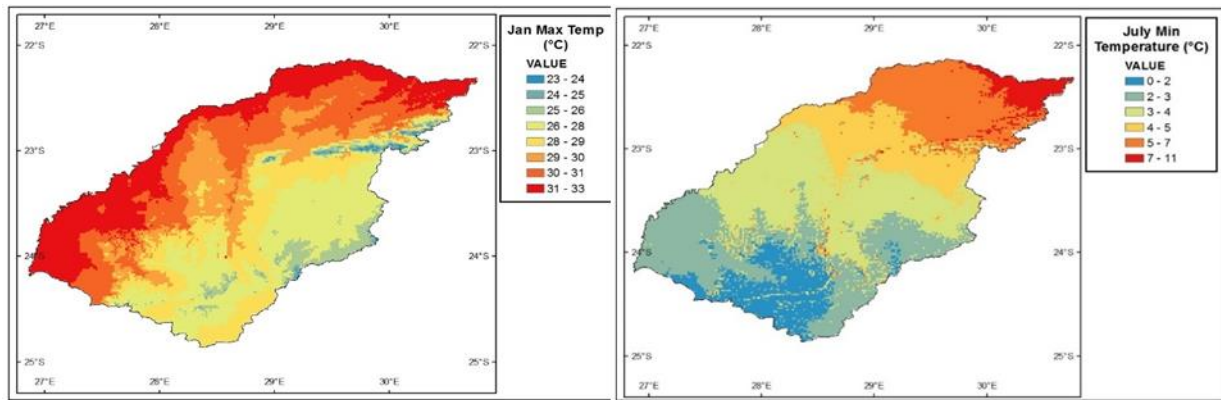 27°E 28°E 29°E 30°E
22°S 22°S
23°S 23°S
24°S 24°S
25°S 25°S
27°E 28°E 29°E 30°E
Jan Max Temp
(°C)
VALUE
23 - 24
24 - 25
25 - 26
26 - 28
28 - 29
29 - 30
30 - 31
31 - 33
27°E 28°E 29°E 30°E
22°S 22°S
23°S 23°S
24°S 24°S
25°S 25°S
27°E 28°E 29°E 30°E
July Min
Temperature (°C)
VALUE
0 - 2
2 - 3
3 - 4
4 - 5
5 - 7
7 - 11